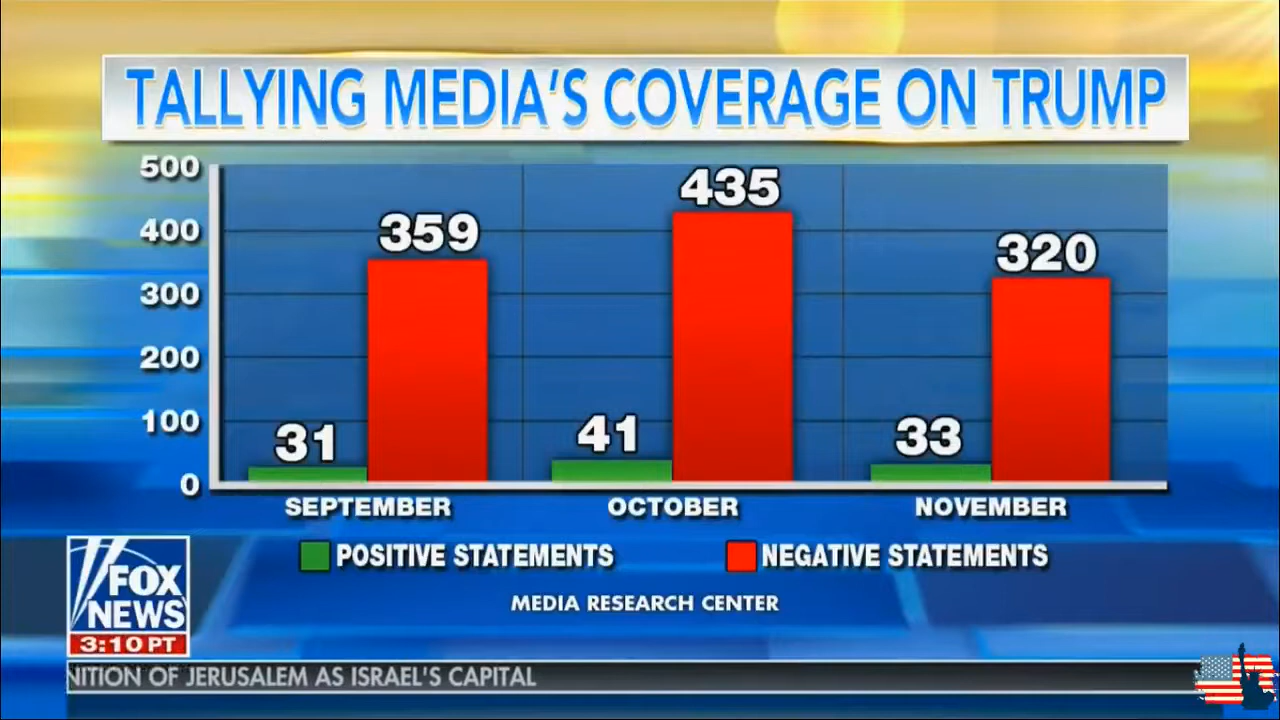 TALLYING MEDIA'S COVERAGE ON TRUMP
500
400
300
200
100
0
359
435
320
31
41
33
SEPTEMBER OCTOBER NOVEMBER
POSITIVE STATEMENTS NEGATIVE STATEMENTS
MEDIA RESEARCH CENTER
FOX
NEWS
3:10 PT
NITION OF JERUSALEM AS ISRAEL'S CAPITAL